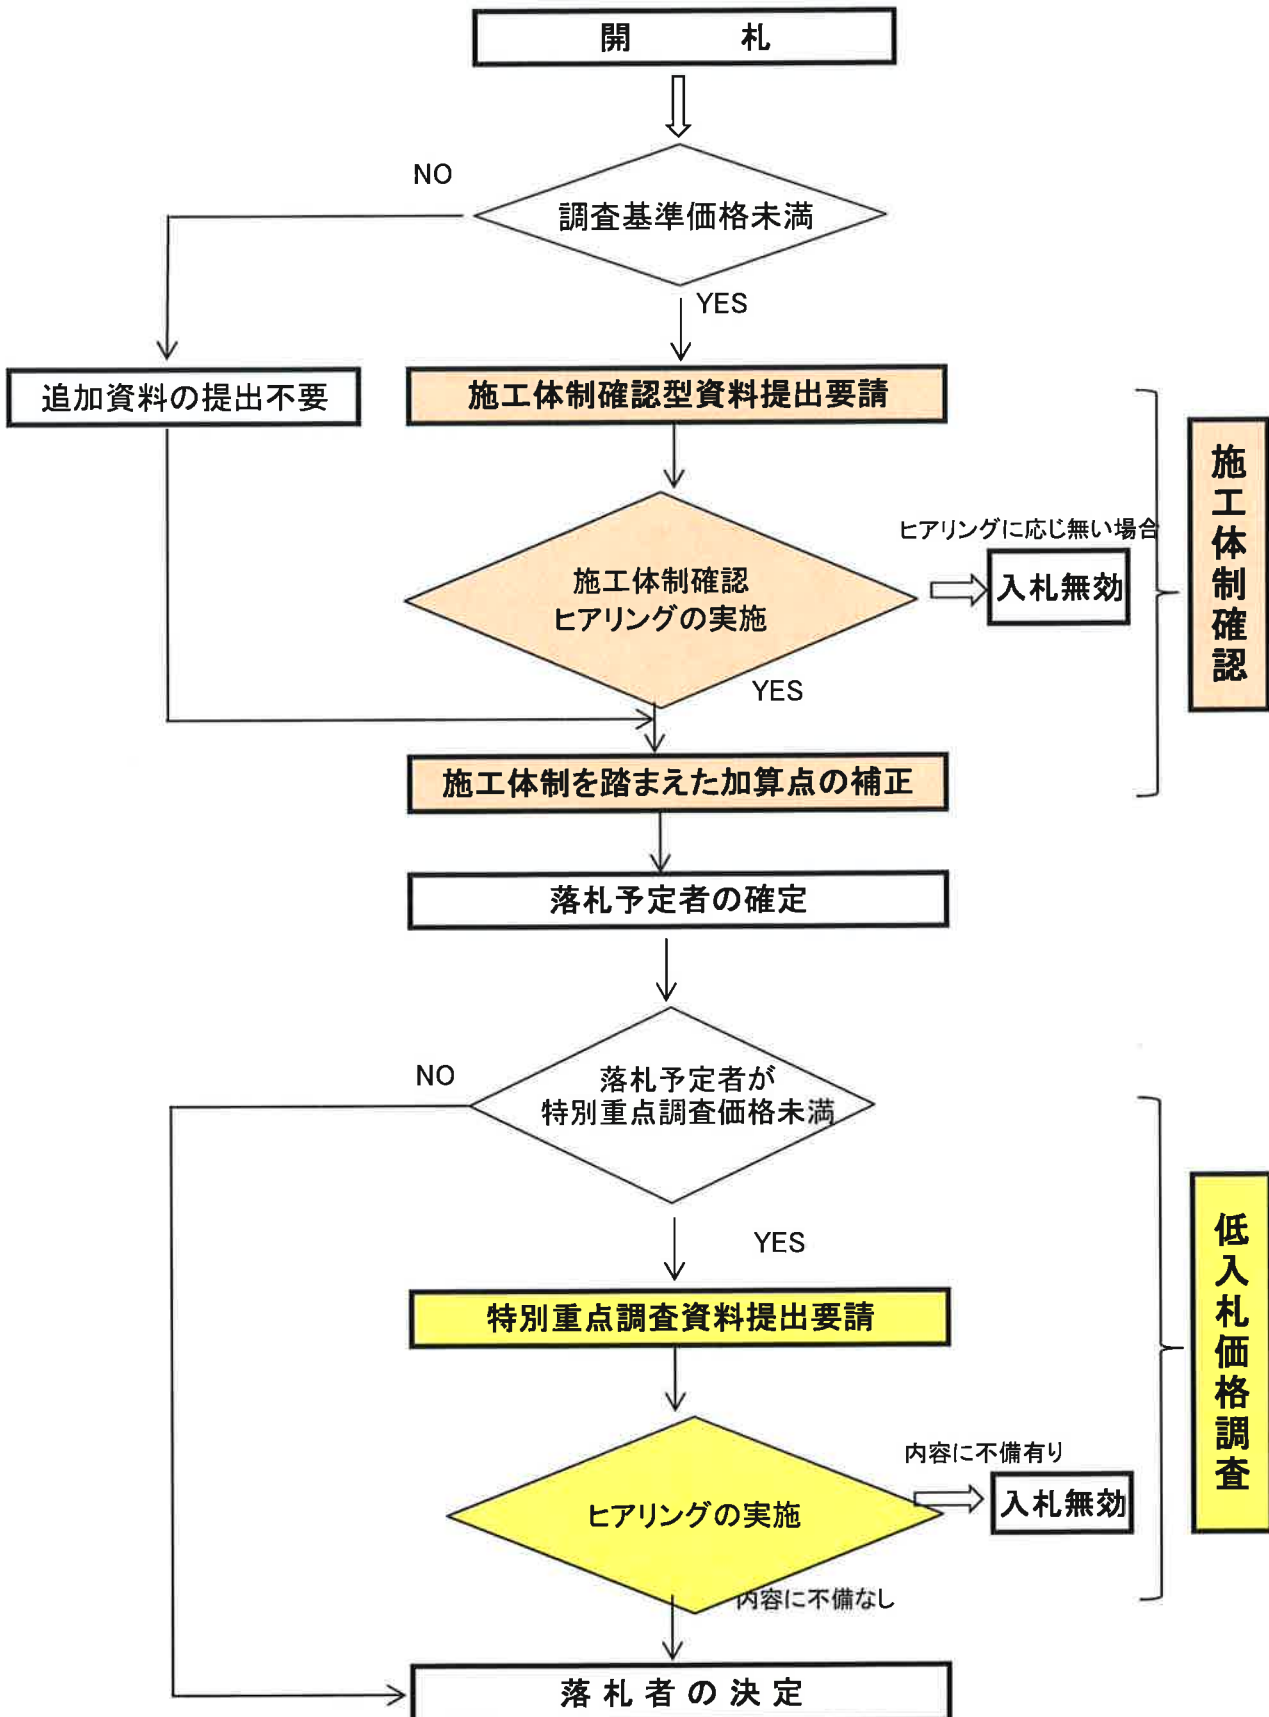 開　　　札
NO
調査基準価格未満
YES
追加資料の提出不要
施工体制確認型資料提出要請
ヒアリングに応じ無い場合
施工体制確認
ヒアリングの実施
入札無効
YES
施工体制確認
施工体制を踏まえた加算点の補正
落札予定者の確定
NO
落札予定者が
特別重点調査価格未満
YES
特別重点調査資料提出要請
内容に不備有り
ヒアリングの実施
入札無効
内容に不備なし
低入札価格調査
落 札 者 の 決 定